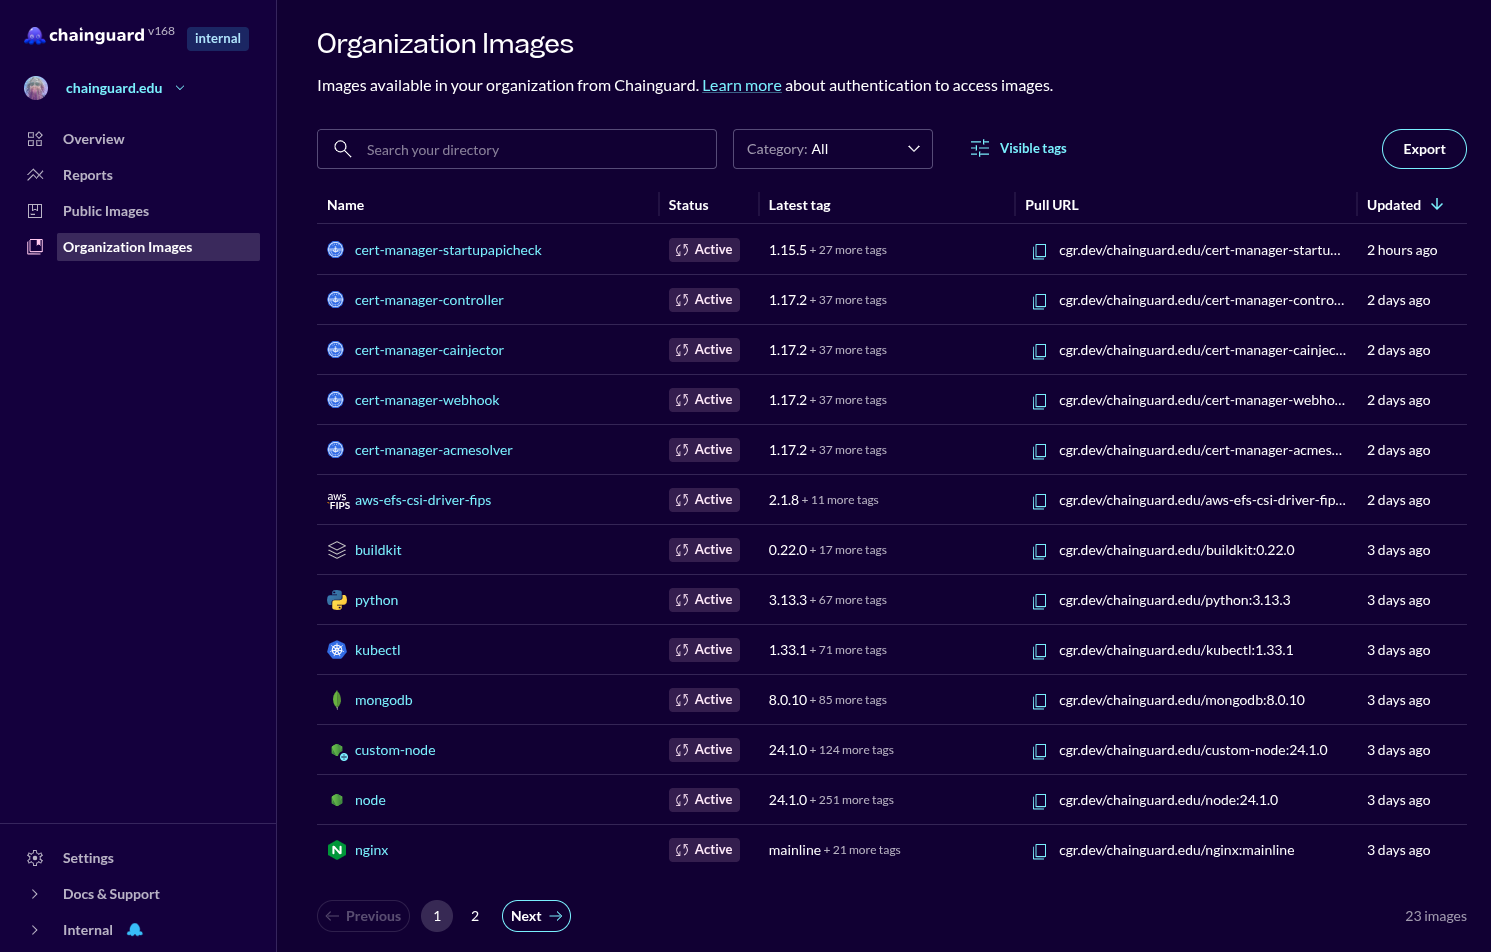 chainguard v168 internal
chainguard.edu
Overview
Reports
Public Images
Organization Images
Settings
Docs & Support
Internal
Organization Images
Images available in your organization from Chainguard. Learn more about authentication to access images.
Search your directory Category: All Visible tags Export
Name Status Latest tag Pull URL Updated
cert-manager-startupapicheck Active 1.15.5 + 27 more tags cgr.dev/chainguard.edu/cert-manager-startu... 2 hours ago
cert-manager-controller Active 1.17.2 + 37 more tags cgr.dev/chainguard.edu/cert-manager-contro... 2 days ago
cert-manager-cainjector Active 1.17.2 + 37 more tags cgr.dev/chainguard.edu/cert-manager-cainjec... 2 days ago
cert-manager-webhook Active 1.17.2 + 37 more tags cgr.dev/chainguard.edu/cert-manager-webho... 2 days ago
cert-manager-acmesolver Active 1.17.2 + 37 more tags cgr.dev/chainguard.edu/cert-manager-acmes... 2 days ago
aws FIPS aws-efs-csi-driver-fips Active 2.1.8 + 11 more tags cgr.dev/chainguard.edu/aws-efs-csi-driver-fip... 2 days ago
buildkit Active 0.22.0 + 17 more tags cgr.dev/chainguard.edu/buildkit:0.22.0 3 days ago
python Active 3.13.3 + 67 more tags cgr.dev/chainguard.edu/python:3.13.3 3 days ago
kubectl Active 1.33.1 + 71 more tags cgr.dev/chainguard.edu/kubectl:1.33.1 3 days ago
mongodb Active 8.0.10 + 85 more tags cgr.dev/chainguard.edu/mongodb:8.0.10 3 days ago
custom-node Active 24.1.0 + 124 more tags cgr.dev/chainguard.edu/custom-node:24.1.0 3 days ago
node Active 24.1.0 + 251 more tags cgr.dev/chainguard.edu/node:24.1.0 3 days ago
N nginx Active mainline + 21 more tags cgr.dev/chainguard.edu/nginx:mainline 3 days ago
Previous 1 2 Next 23 images